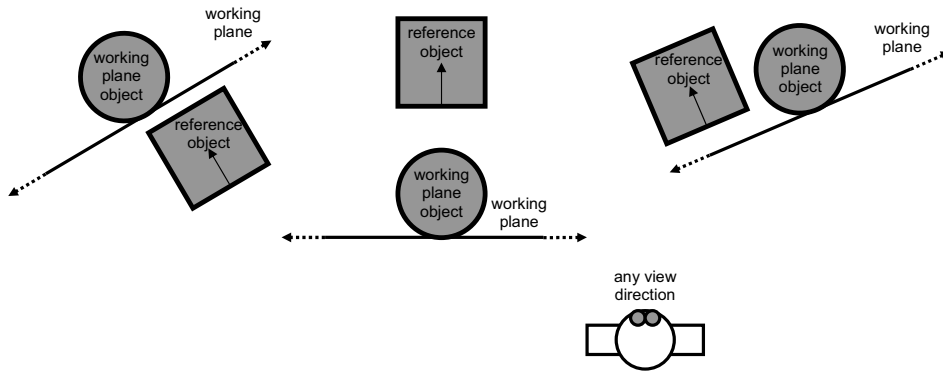 working
plane
working
plane
object
reference
object
reference
object
working
plane
object
working
plane
reference
object
working
plane
object
working
plane
any view
direction